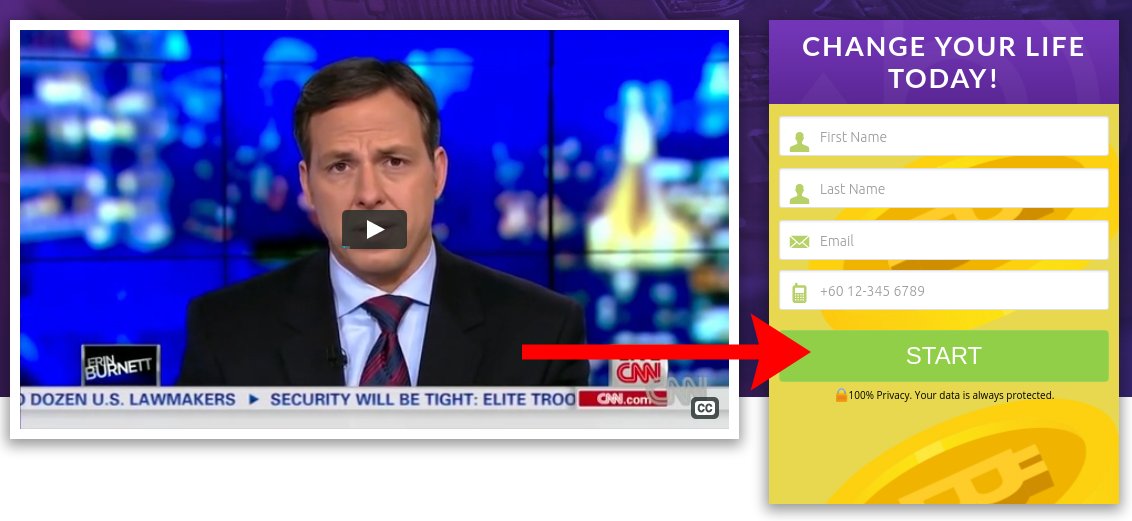 ERIN
BURNETT
CNN
CNN
O DOZEN U.S. LAWMAKERS ▶ SECURITY WILL BE TIGHT: ELITE TROO
CNN.com
CC
CHANGE YOUR LIFE
TODAY!
First Name
Last Name
Email
+60 12-345 6789
START
100% Privacy. Your data is always protected.